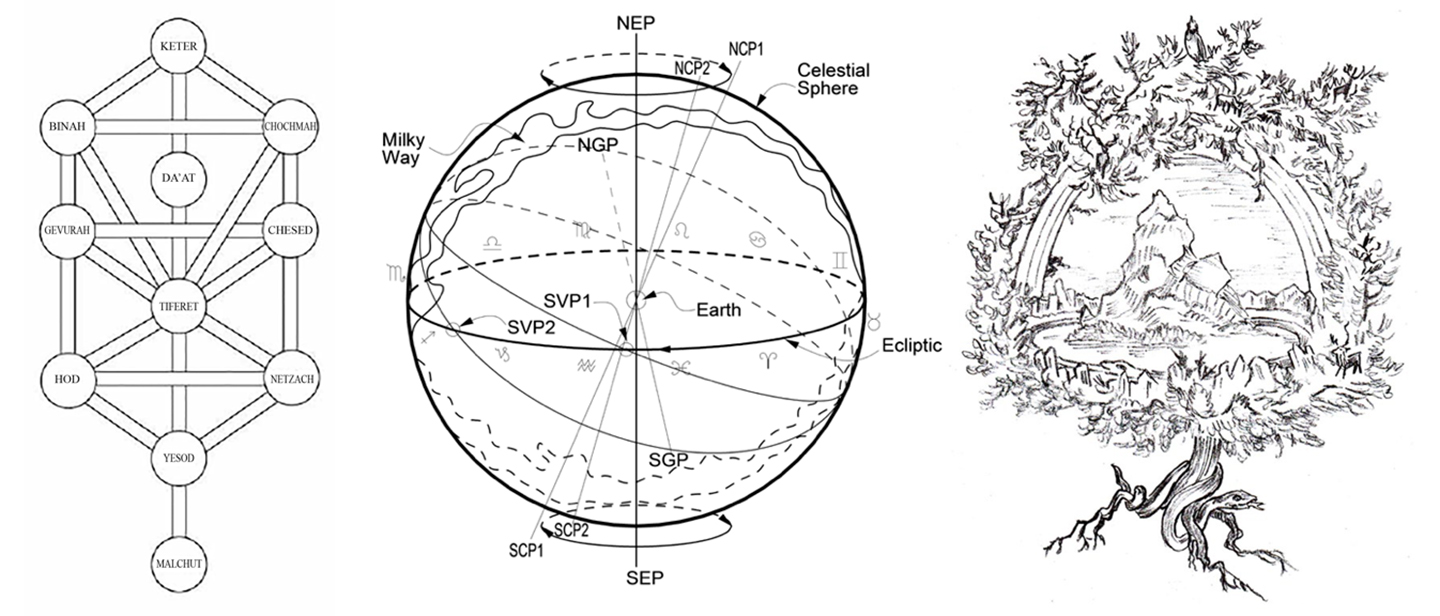 KETER
BINAH
CHOCHMAH
DA'AT
GEVURAH
CHESED
TIFERET
HOD
NETZACH
YESOD
MALCHUT
NEP
NCP1
NCP2
Celestial
Sphere
Milky
Way
NGP
♎ ♍ ♌ ♋ ♊
♏
SVP1
Earth
SVP2
♉
Ecliptic
♐ ♑ ♒ ♓ ♈
SGP
SCP2
SCP1
SEP